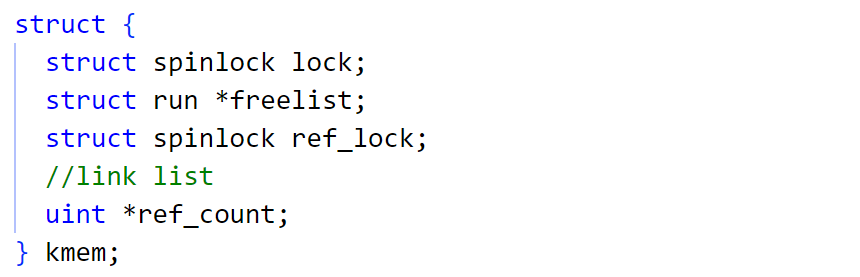 struct {
struct spinlock lock;
struct run *freelist;
struct spinlock ref_lock;
//link list
uint *ref_count;
} kmem;